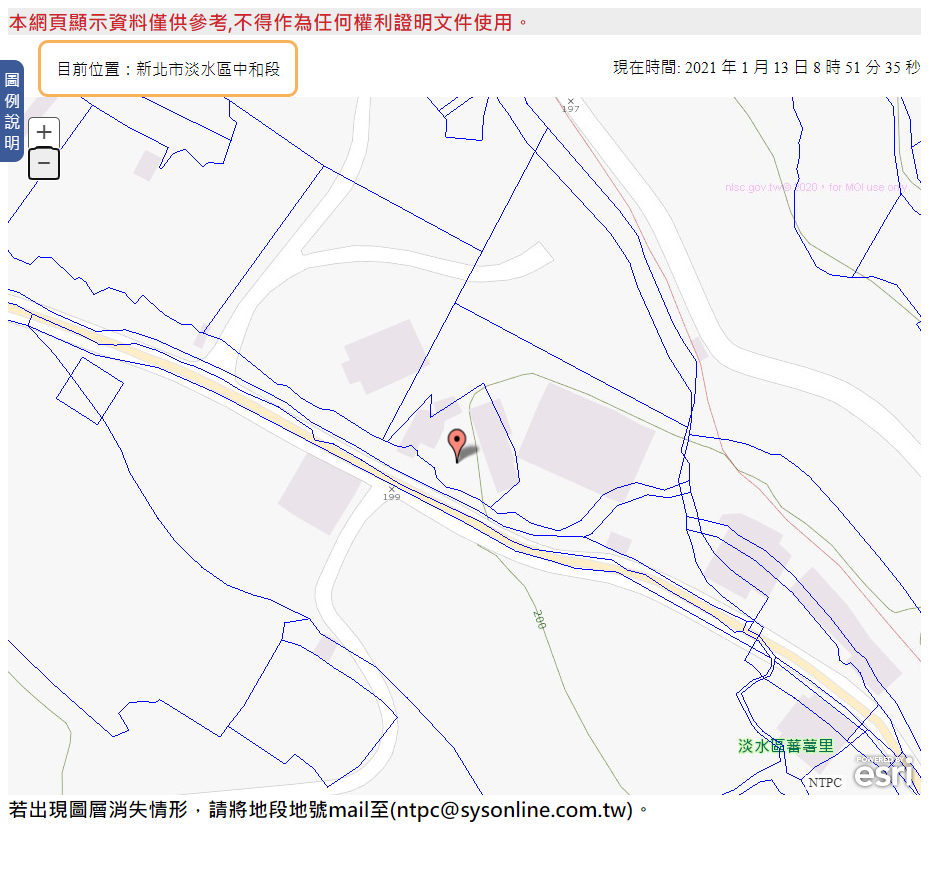 本網頁顯示資料僅供參考,不得作為任何權利證明文件使用。
目前位置：新北市淡水區中和段
現在時間: 2021 年 1 月 13 日 8 時 51 分 35 秒
圖例說明
+
−
197
nlsc.gov.tw© 2020，for MOI use only
199
200
淡水區蕃薯里
POWERED BY
esri
NTPC
若出現圖層消失情形，請將地段地號mail至(ntpc@sysonline.com.tw)。